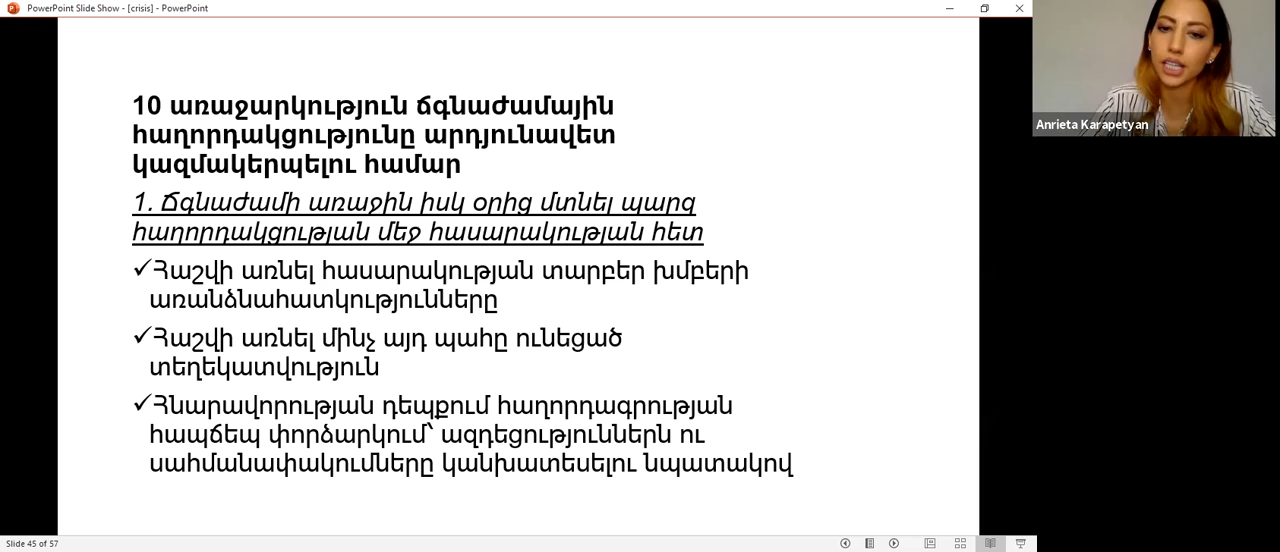 PowerPoint Slide Show - [crisis] - PowerPoint
10 առաջարկություն ճգնաժամային
հաղորդակցությունը արդյունավետ
կազմակերպելու համար
1. Ճգնաժամի առաջին իսկ օրից մտնել պարզ
հաղորդակցության մեջ հասարակության հետ
✓Հաշվի առնել հասարակության տարբեր խմբերի
առանձնահատկությունները
✓Հաշվի առնել մինչ այդ պահը ունեցած
տեղեկատվություն
✓Հնարավորության դեպքում հաղորդագրության
հապճեպ փորձարկում՝ ազդեցություններն ու
սահմանափակումները կանխատեսելու նպատակով
Anrieta Karapetyan
Slide 45 of 57